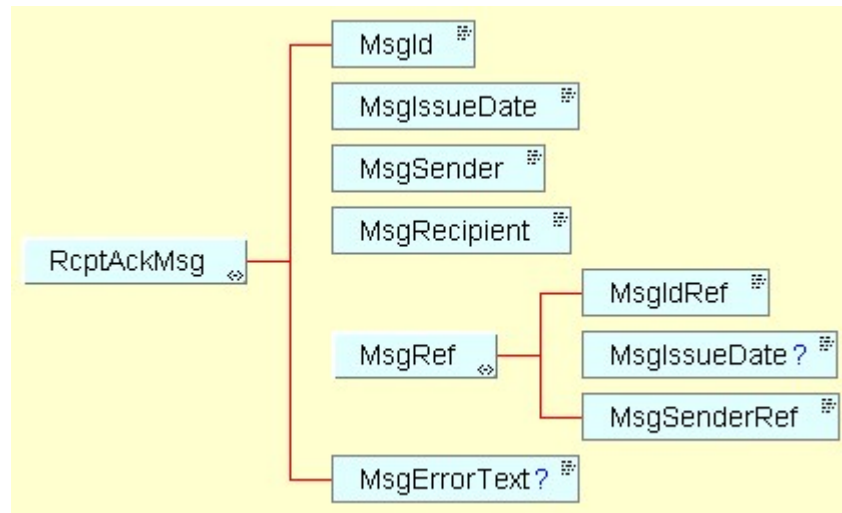 MsgId
MsgIssueDate
MsgSender
MsgRecipient
RcptAckMsg
MsgIdRef
MsgRef
MsgIssueDate?
MsgSenderRef
MsgErrorText?